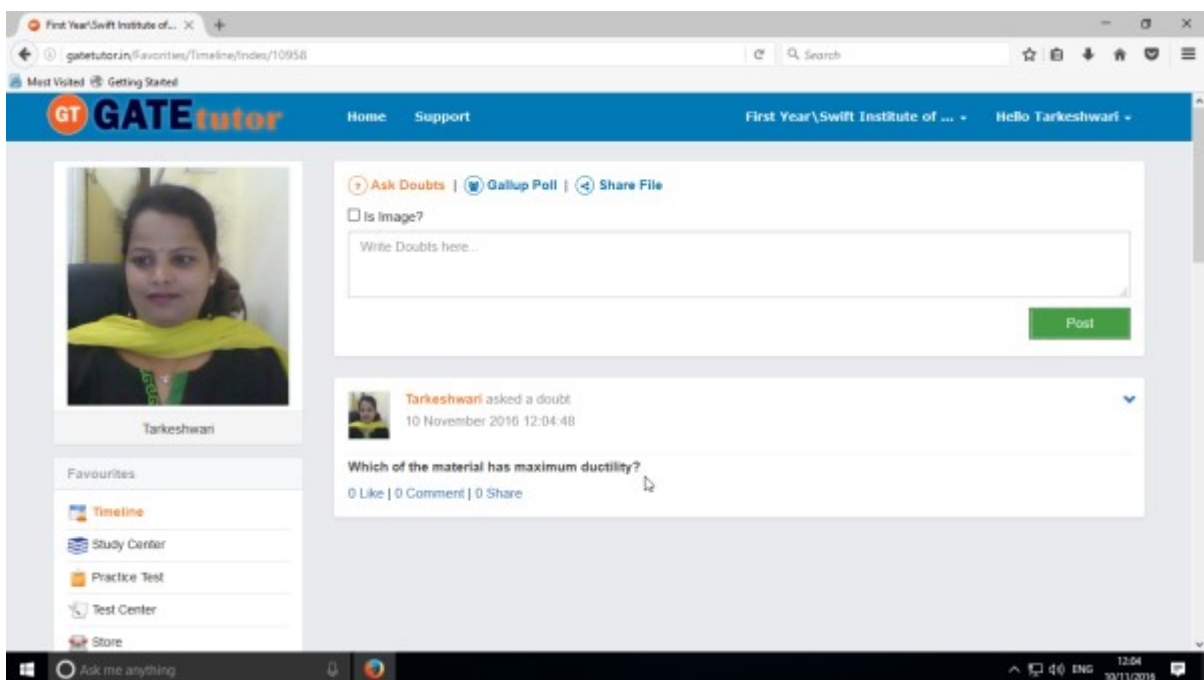 First Year\Swift Institute of...
gatetutor.in/Favorities/Timeline/Index/10958
Search
Most Visited Getting Started
GT GATEtutor
Home Support First Year\Swift Institute of ... Hello Tarkeshwari
Ask Doubts | Gallup Poll | Share File
Is Image?
Write Doubts here...
Post
Tarkeshwari
Tarkeshwari asked a doubt
10 November 2016 12:04:48
Which of the material has maximum ductility?
0 Like | 0 Comment | 0 Share
Favourites
Timeline
Study Center
Practice Test
Test Center
Store
Ask me anything
ENG
12:04
10/11/2016